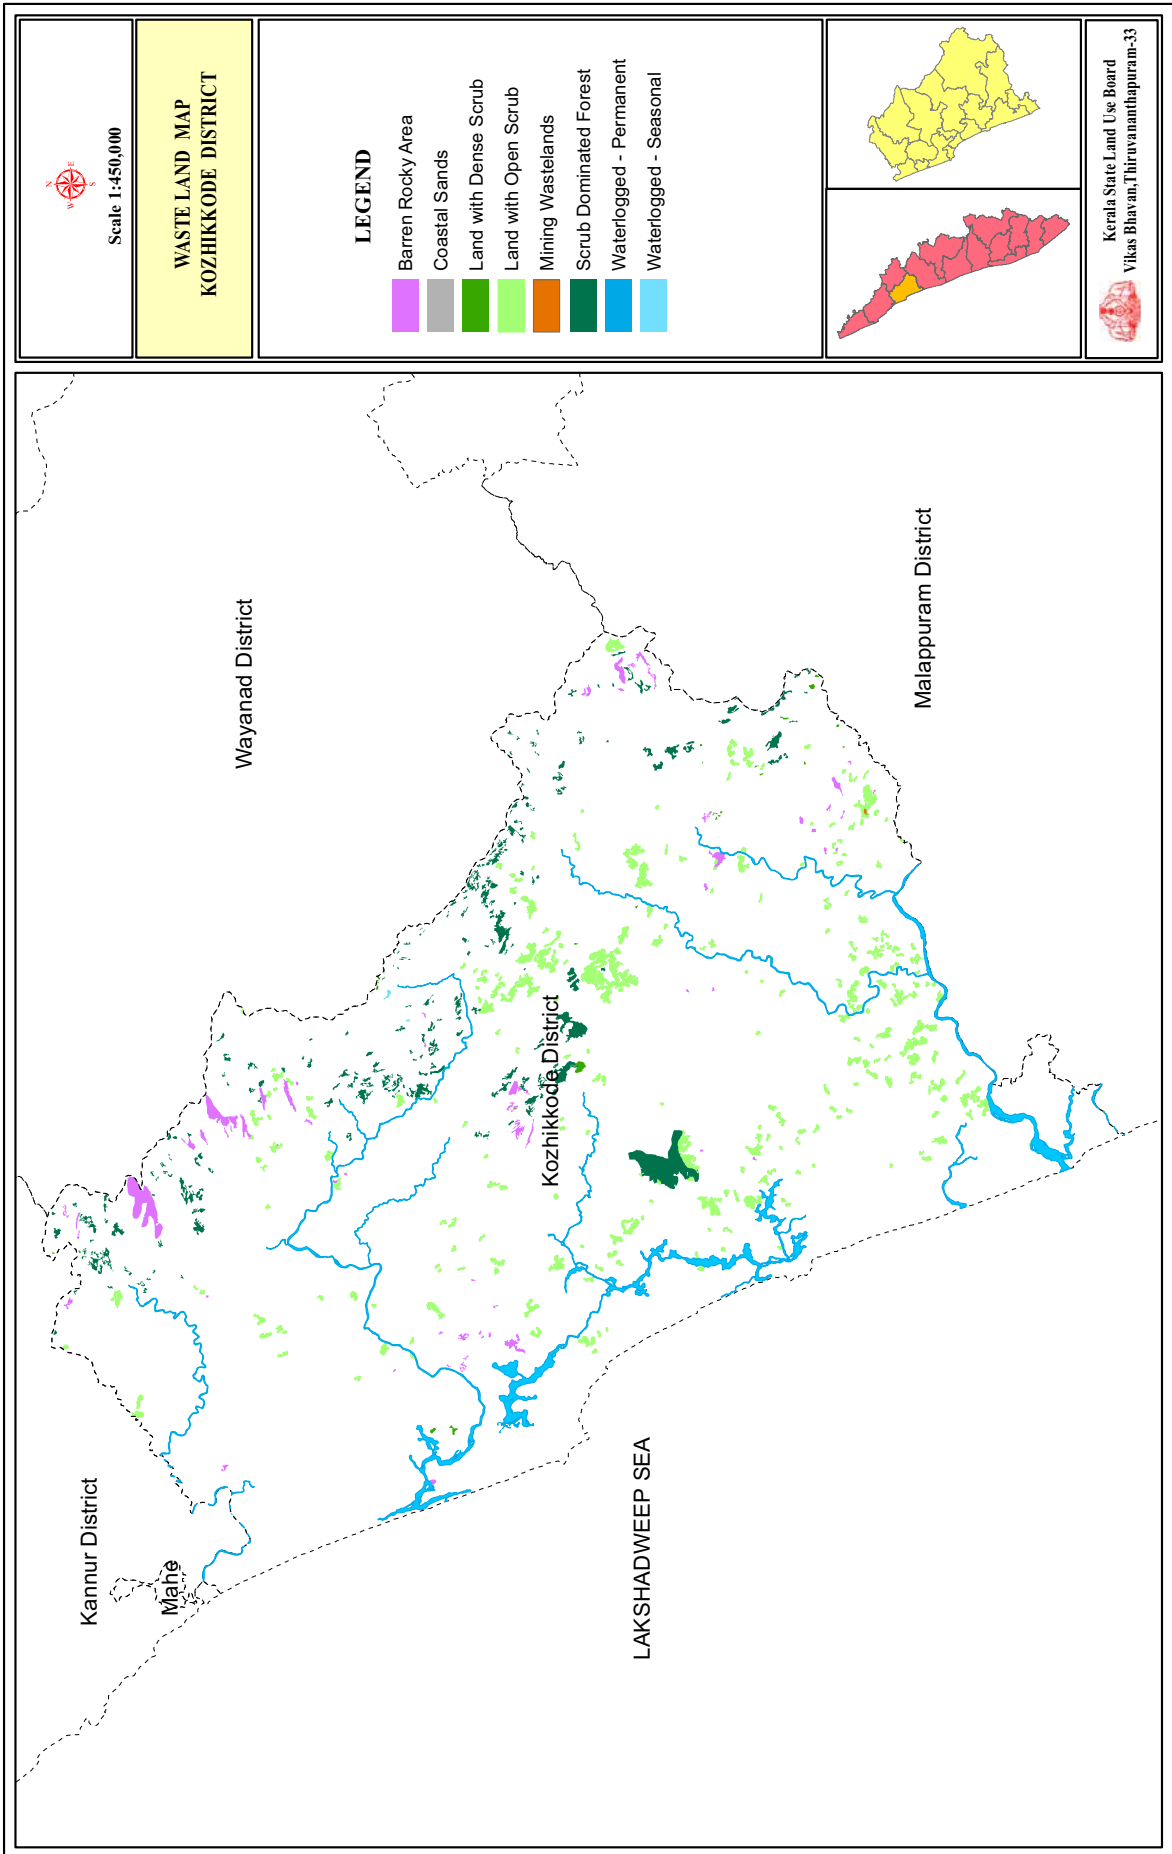 N
W
E
S
Scale 1:450,000
WASTE LAND MAP
KOZHIKKODE DISTRICT
LEGEND
Barren Rocky Area
Coastal Sands
Land with Dense Scrub
Land with Open Scrub
Mining Wastelands
Scrub Dominated Forest
Waterlogged - Permanent
Waterlogged - Seasonal
Kerala State Land Use Board
Vikas Bhavan,Thiruvananthapuram-33
Kannur District
Mahe
Wayanad District
Kozhikkode District
LAKSHADWEEP SEA
Malappuram District